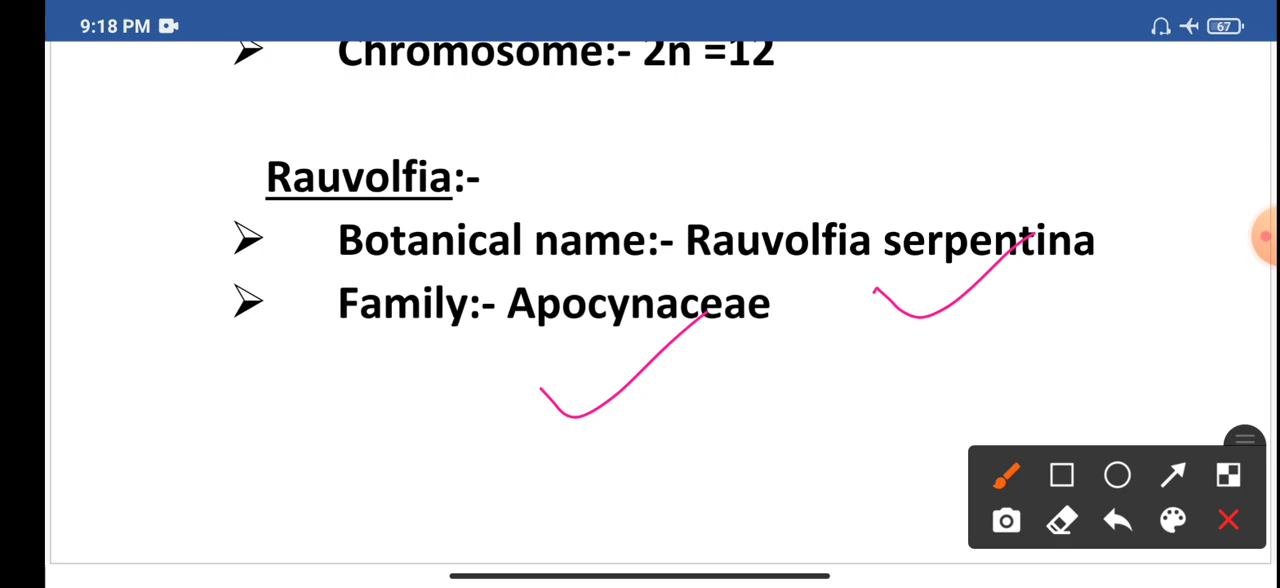 9:18 PM 67
➢ Chromosome:- 2n =12
Rauvolfia:-
➢ Botanical name:- Rauvolfia serpentina
➢ Family:- Apocynaceae